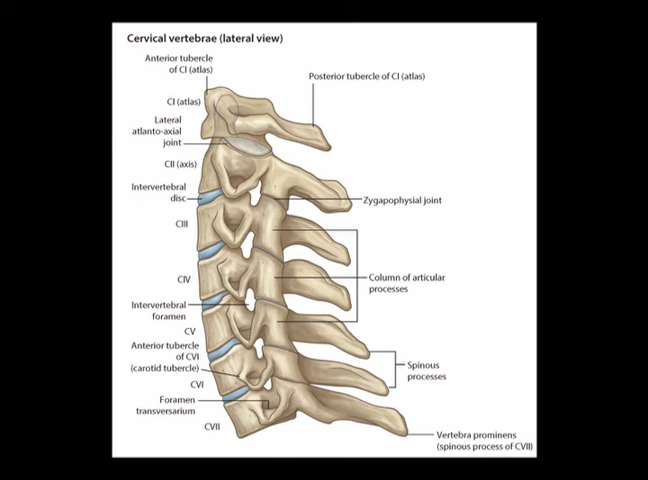 Cervical vertebrae (lateral view)
Anterior tubercle
of CI (atlas)
Posterior tubercle of CI (atlas)
CI (atlas)
Lateral
atlanto-axial
joint
CII (axis)
Intervertebral
disc
Zygapophysial joint
CIII
Column of articular
processes
CIV
Intervertebral
foramen
CV
Anterior tubercle
of CVI
(carotid tubercle)
Spinous
processes
CVI
Foramen
transversarium
CVII
Vertebra prominens
(spinous process of CVII)